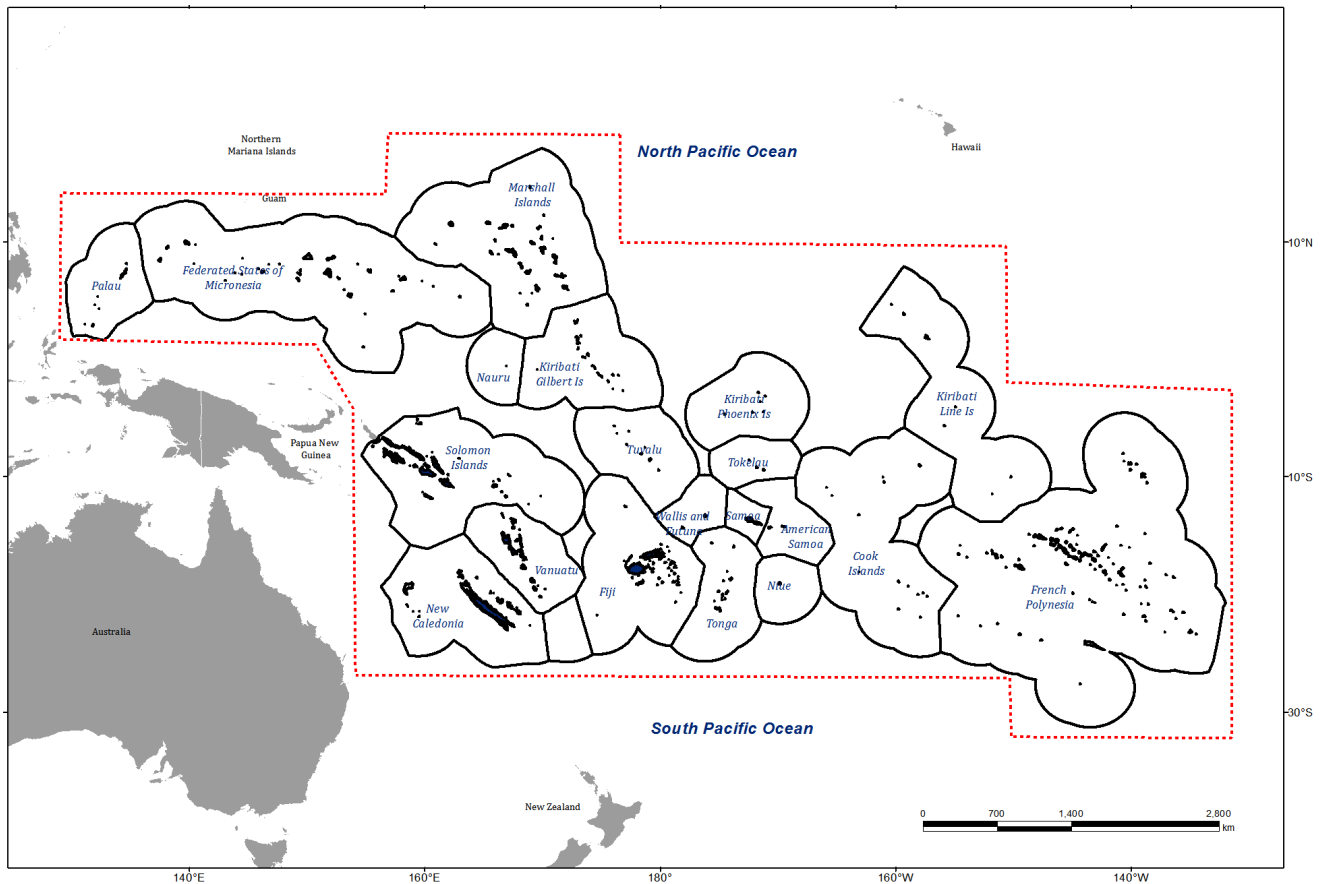 Northern
Mariana Islands
North Pacific Ocean
Hawaii
Marshall
Islands
Guam
10°N
Federated States of
Micronesia
Palau
Nauru
Kiribati
Gilbert Is
Kiribati
Phoenix Is
Kiribati
Line Is
Papua New
Guinea
Solomon
Islands
Tuvalu
Tokelau
10°S
Wallis and
Futuna
Samoa
American
Samoa
Cook
Islands
Vanuatu
Fiji
Niue
French
Polynesia
New
Caledonia
Tonga
Australia
30°S
South Pacific Ocean
New Zealand
0 700 1,400 2,800
km
140°E 160°E 180° 160°W 140°W